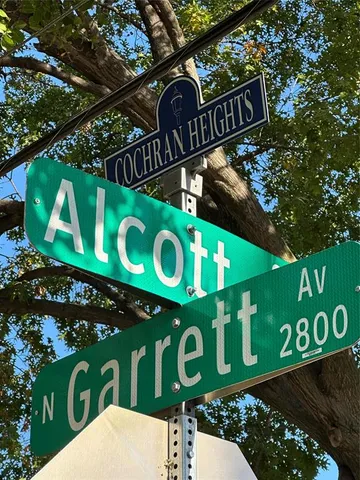 COCHRAN HEIGHTS
Alcott
N Garrett Av
2800